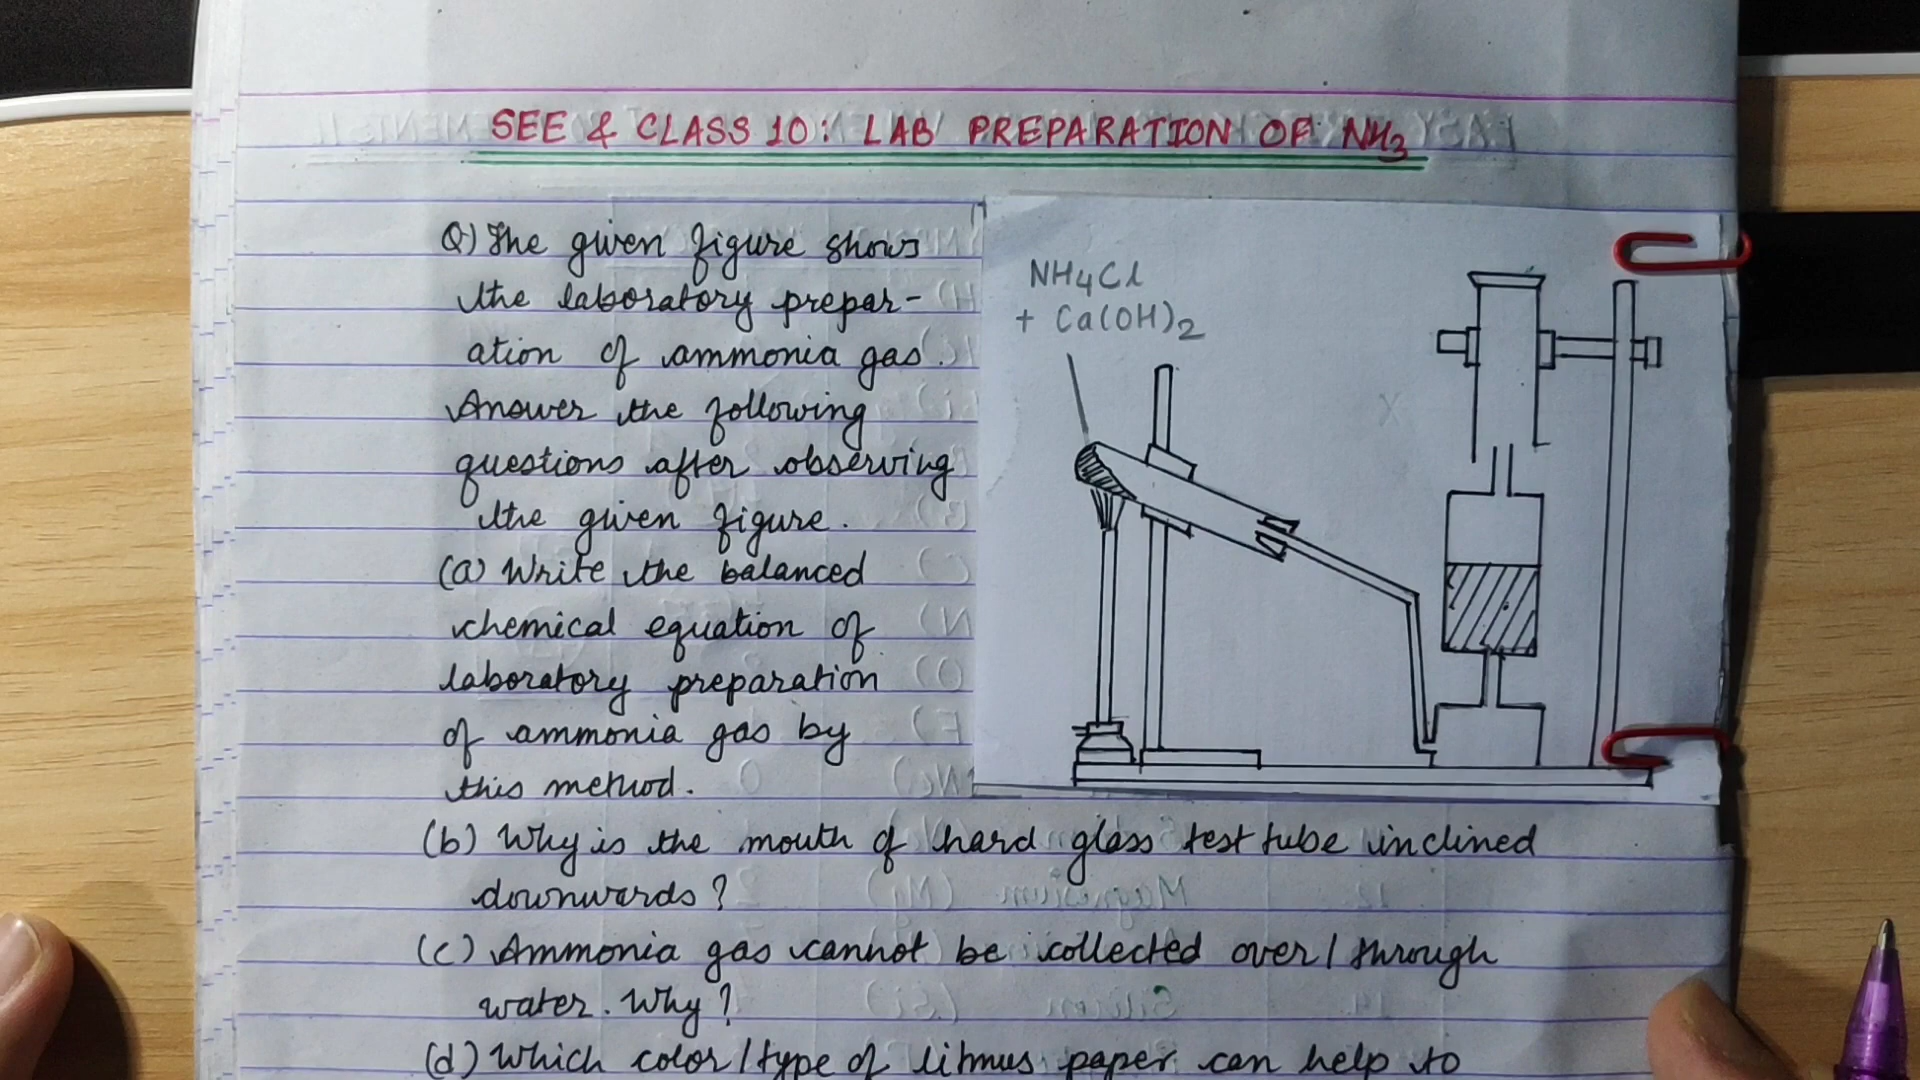 SEE & CLASS 10: LAB PREPARATION OF NH3
Q) The given figure shows
the laboratory prepar-
ation of ammonia gas.
Answer the following
questions after observing
the given figure.
(a) Write the balanced
chemical equation of
laboratory preparation
of ammonia gas by
this method.
NH4Cl
+ Ca(OH)2
(b) Why is the mouth of hard glass test tube inclined
downwards?
(c) Ammonia gas cannot be collected over/through
water. Why?
(d) Which color/type of litmus paper can help to